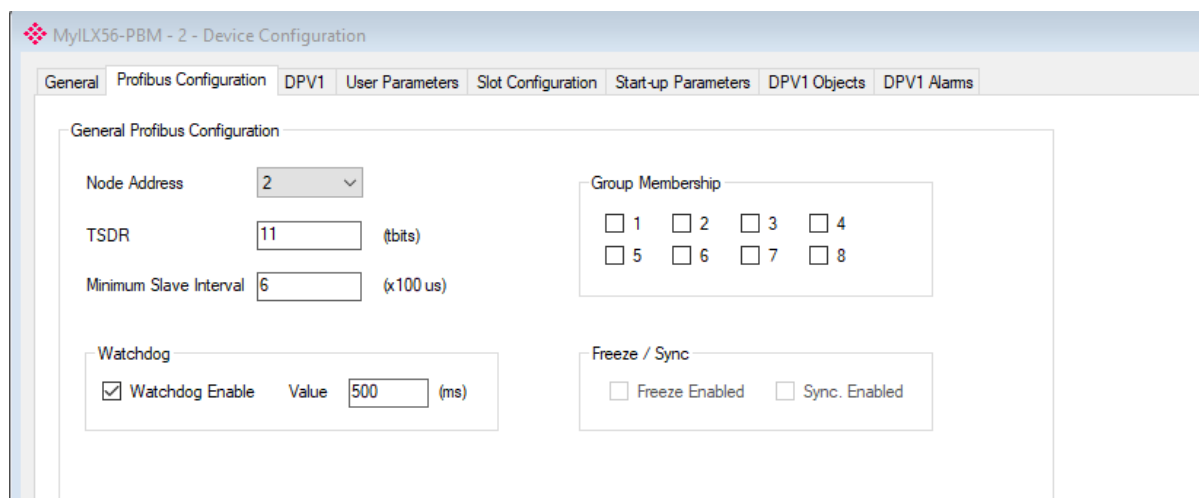 MyILX56-PBM - 2 - Device Configuration
General Profibus Configuration DPV1 User Parameters Slot Configuration Start-up Parameters DPV1 Objects DPV1 Alarms
General Profibus Configuration
Node Address 2
TSDR 11 (tbits)
Minimum Slave Interval 6 (x100 us)
Group Membership
1 2 3 4
5 6 7 8
Watchdog
Watchdog Enable Value 500 (ms)
Freeze / Sync
Freeze Enabled Sync. Enabled